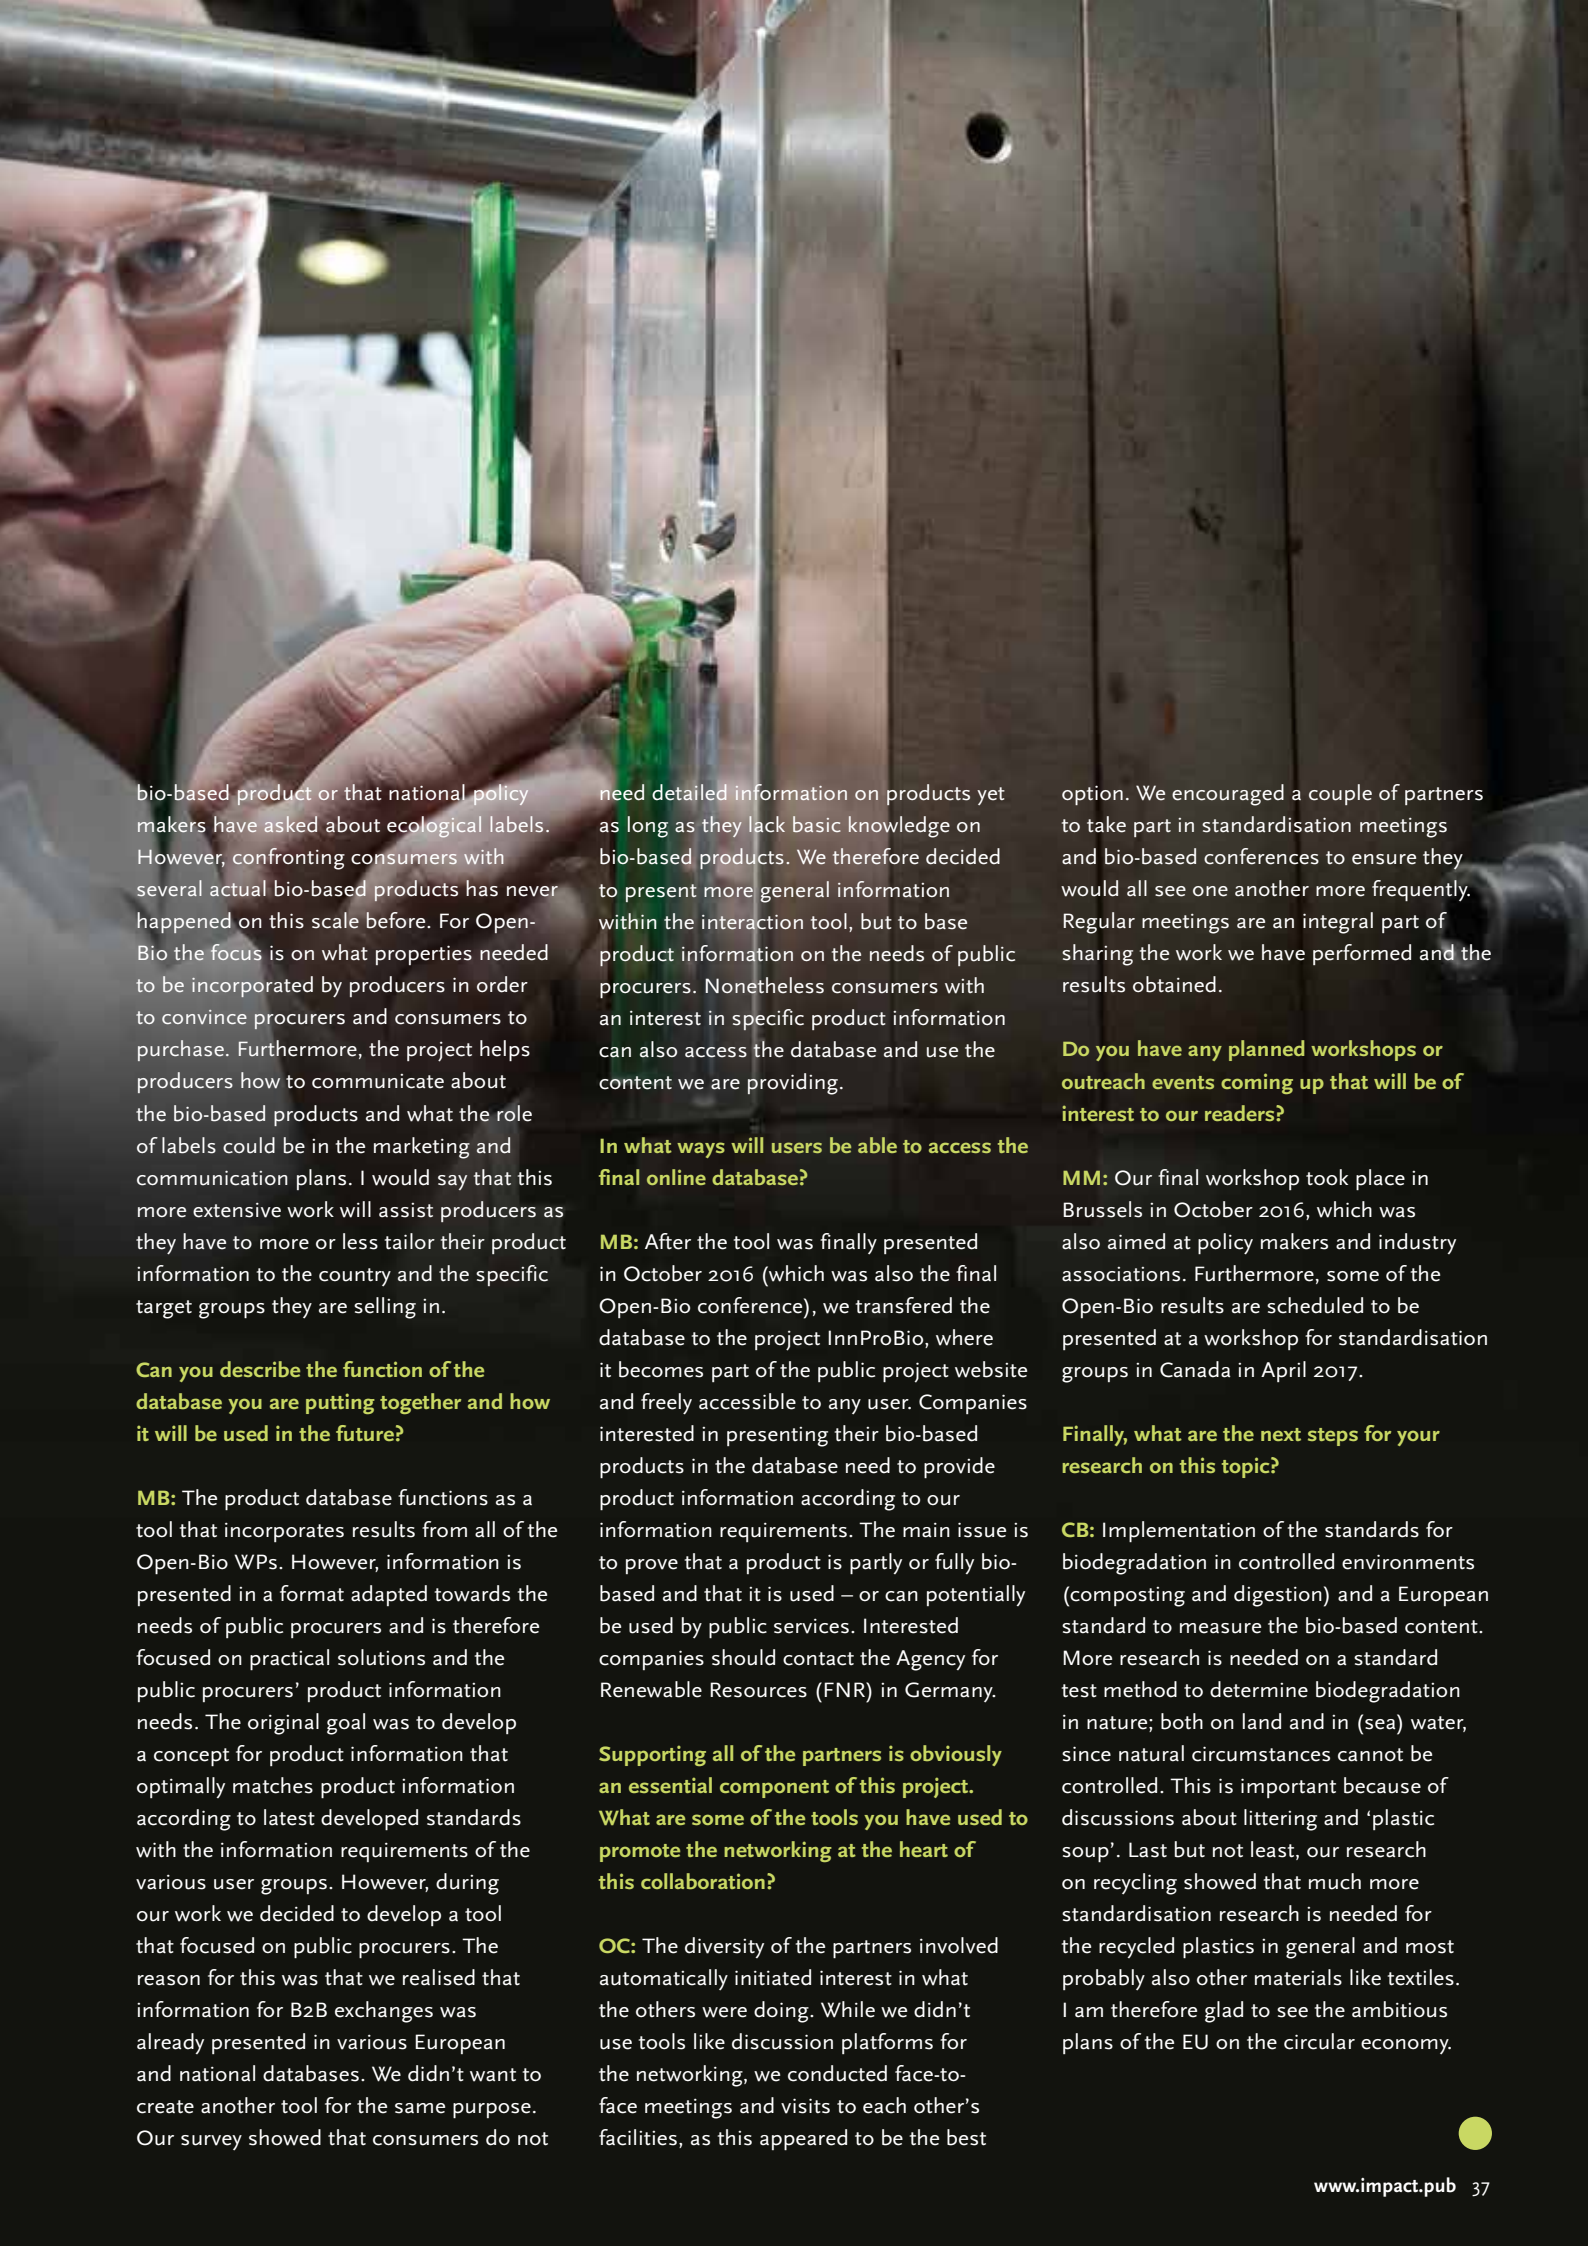 bio-based product or that national policy
makers have asked about ecological labels.
However, confronting consumers with
several actual bio-based products has never
happened on this scale before. For Open-
Bio the focus is on what properties needed
to be incorporated by producers in order
to convince procurers and consumers to
purchase. Furthermore, the project helps
producers how to communicate about
the bio-based products and what the role
of labels could be in the marketing and
communication plans. I would say that this
more extensive work will assist producers as
they have to more or less tailor their product
information to the country and the specific
target groups they are selling in.
Can you describe the function of the
database you are putting together and how
it will be used in the future?
MB: The product database functions as a
tool that incorporates results from all of the
Open-Bio WPs. However, information is
presented in a format adapted towards the
needs of public procurers and is therefore
focused on practical solutions and the
public procurers’ product information
needs. The original goal was to develop
a concept for product information that
optimally matches product information
according to latest developed standards
with the information requirements of the
various user groups. However, during
our work we decided to develop a tool
that focused on public procurers. The
reason for this was that we realised that
information for B2B exchanges was
already presented in various European
and national databases. We didn’t want to
create another tool for the same purpose.
Our survey showed that consumers do not
need detailed information on products yet
as long as they lack basic knowledge on
bio-based products. We therefore decided
to present more general information
within the interaction tool, but to base
product information on the needs of public
procurers. Nonetheless consumers with
an interest in specific product information
can also access the database and use the
content we are providing.
In what ways will users be able to access the
final online database?
MB: After the tool was finally presented
in October 2016 (which was also the final
Open-Bio conference), we transfered the
database to the project InnProBio, where
it becomes part of the public project website
and freely accessible to any user. Companies
interested in presenting their bio-based
products in the database need to provide
product information according to our
information requirements. The main issue is
to prove that a product is partly or fully bio-
based and that it is used – or can potentially
be used by public services. Interested
companies should contact the Agency for
Renewable Resources (FNR) in Germany.
Supporting all of the partners is obviously
an essential component of this project.
What are some of the tools you have used to
promote the networking at the heart of
this collaboration?
OC: The diversity of the partners involved
automatically initiated interest in what
the others were doing. While we didn’t
use tools like discussion platforms for
the networking, we conducted face-to-
face meetings and visits to each other’s
facilities, as this appeared to be the best
option. We encouraged a couple of partners
to take part in standardisation meetings
and bio-based conferences to ensure they
would all see one another more frequently.
Regular meetings are an integral part of
sharing the work we have performed and the
results obtained.
Do you have any planned workshops or
outreach events coming up that will be of
interest to our readers?
MM: Our final workshop took place in
Brussels in October 2016, which was
also aimed at policy makers and industry
associations. Furthermore, some of the
Open-Bio results are scheduled to be
presented at a workshop for standardisation
groups in Canada in April 2017.
Finally, what are the next steps for your
research on this topic?
CB: Implementation of the standards for
biodegradation in controlled environments
(composting and digestion) and a European
standard to measure the bio-based content.
More research is needed on a standard
test method to determine biodegradation
in nature; both on land and in (sea) water,
since natural circumstances cannot be
controlled. This is important because of
discussions about littering and ‘plastic
soup’. Last but not least, our research
on recycling showed that much more
standardisation research is needed for
the recycled plastics in general and most
probably also other materials like textiles.
I am therefore glad to see the ambitious
plans of the EU on the circular economy.
www.impact.pub 37